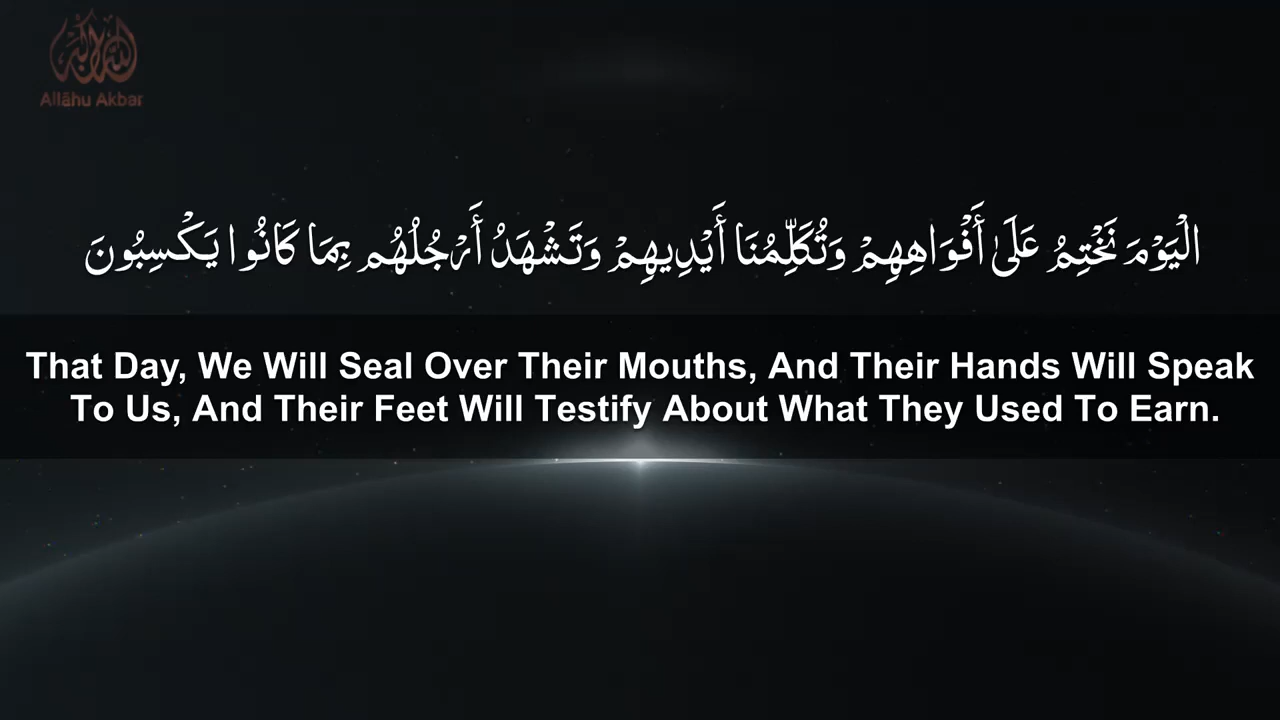 Allāhu Akbar
الْيَوْمَ نَخْتِمُ عَلَىٰ أَفْوَاهِهِمْ وَتُكَلِّمُنَا أَيْدِيهِمْ وَتَشْهَدُ أَرْجُلُهُم بِمَا كَانُوا يَكْسِبُونَ
That Day, We Will Seal Over Their Mouths, And Their Hands Will Speak
To Us, And Their Feet Will Testify About What They Used To Earn.